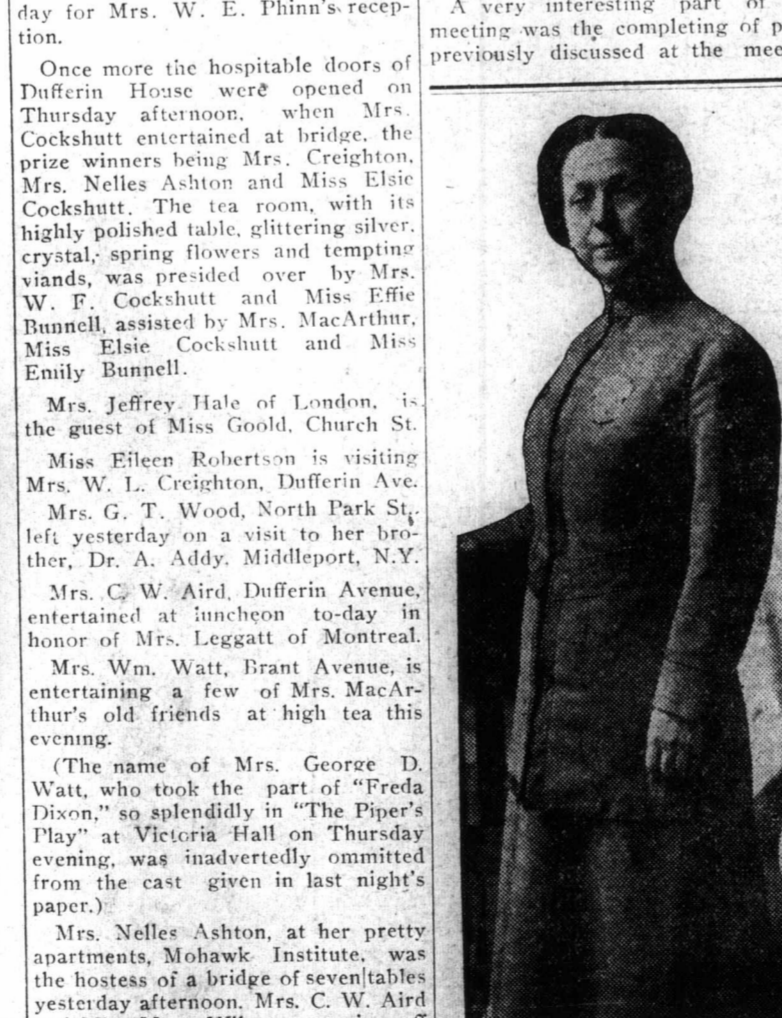 day for Mrs. W. E. Phinn's recep-
tion.
Once more the hospitable doors of
Dufferin House were opened on
Thursday afternoon, when Mrs.
Cockshutt entertained at bridge, the
prize winners being Mrs. Creighton,
Mrs. Nelles Ashton and Miss Elsie
Cockshutt. The tea room, with its
highly polished table, glittering silver,
crystal, spring flowers and tempting
viands, was presided over by Mrs.
W. F. Cockshutt and Miss Effie
Bunnell, assisted by Mrs. MacArthur,
Miss Elsie Cockshutt and Miss
Emily Bunnell.
Mrs. Jeffrey Hale of London, is
the guest of Miss Goold, Church St.
Miss Eileen Robertson is visiting
Mrs. W. L. Creighton, Dufferin Ave.
Mrs. G. T. Wood, North Park St.,
left yesterday on a visit to her bro-
ther, Dr. A. Addy, Middleport, N.Y.
Mrs. C. W. Aird, Dufferin Avenue,
entertained at luncheon to-day in
honor of Mrs. Leggatt of Montreal.
Mrs. Wm. Watt, Brant Avenue, is
entertaining a few of Mrs. MacAr-
thur's old friends at high tea this
evening.
(The name of Mrs. George D.
Watt, who took the part of "Freda
Dixon," so splendidly in "The Piper's
Play" at Victoria Hall on Thursday
evening, was inadvertedly ommitted
from the cast given in last night's
paper.)
Mrs. Nelles Ashton, at her pretty
apartments, Mohawk Institute, was
the hostess of a bridge of seven tables
yesterday afternoon. Mrs. C. W. Aird
A very interesting part of
meeting was the completing of
previously discussed at the